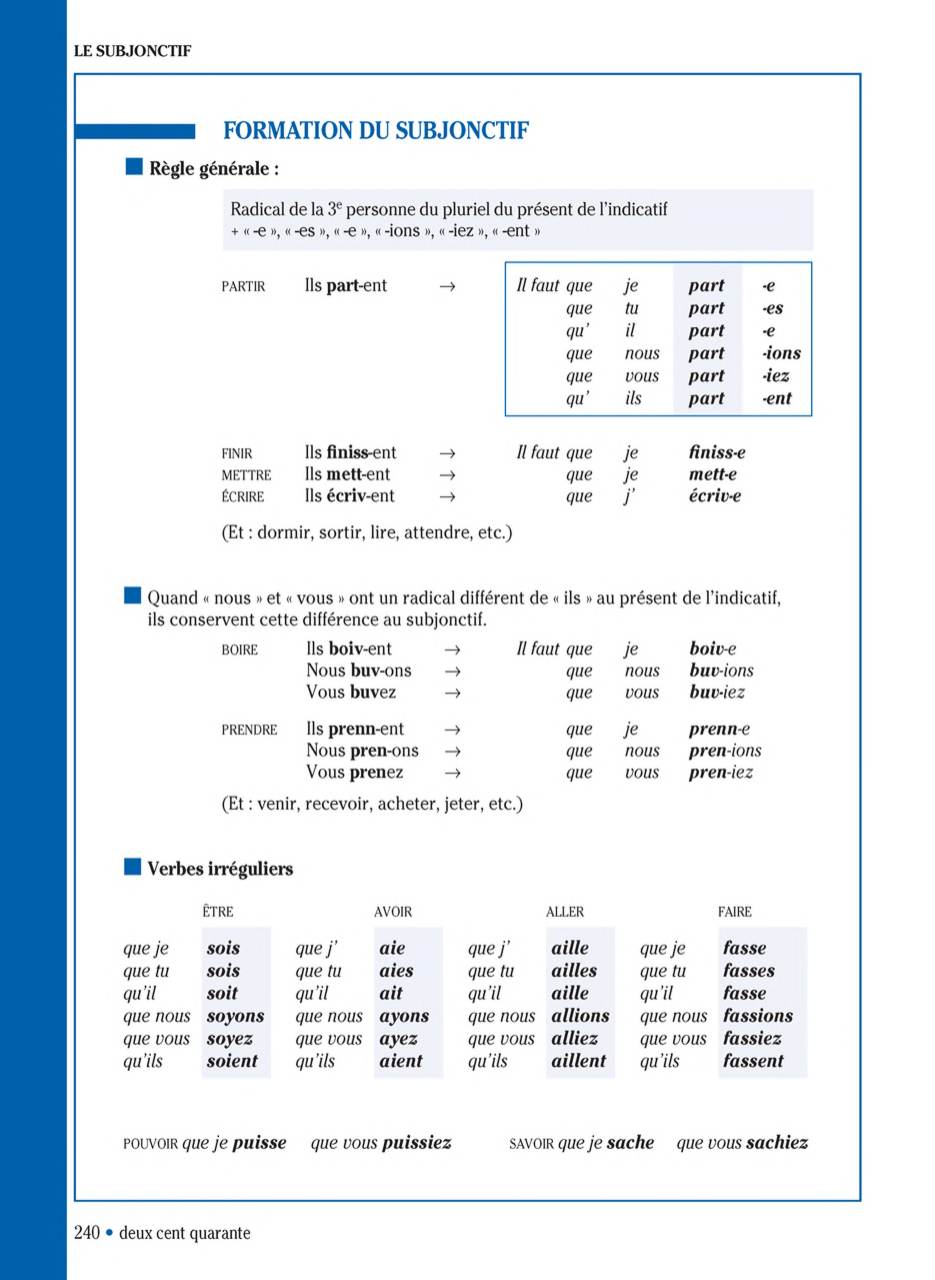 LE SUBJONCTIF
FORMATION DU SUBJONCTIF
Règle générale :
Radical de la 3e personne du pluriel du présent de l'indicatif
+ « -e », « -es », « -e », « -ions », « -iez », « -ent »
PARTIR Ils part-ent → Il faut que je part -e
que tu part -es
qu' il part -e
que nous part -ions
que vous part -iez
qu' ils part -ent
FINIR Ils finiss-ent → Il faut que je finiss-e
METTRE Ils mett-ent → que je mett-e
ÉCRIRE Ils écriv-ent → que j' écriv-e
(Et : dormir, sortir, lire, attendre, etc.)
Quand « nous » et « vous » ont un radical différent de « ils » au présent de l'indicatif,
ils conservent cette différence au subjonctif.
BOIRE Ils boiv-ent → Il faut que je boiv-e
Nous buv-ons → que nous buv-ions
Vous buvez → que vous buv-iez
PRENDRE Ils prenn-ent → que je prenn-e
Nous pren-ons → que nous pren-ions
Vous prenez → que vous pren-iez
(Et : venir, recevoir, acheter, jeter, etc.)
Verbes irréguliers
ÊTRE AVOIR ALLER FAIRE
que je sois que j' aie que j' aille que je fasse
que tu sois que tu aies que tu ailles que tu fasses
qu'il soit qu'il ait qu'il aille qu'il fasse
que nous soyons que nous ayons que nous allions que nous fassions
que vous soyez que vous ayez que vous alliez que vous fassiez
qu'ils soient qu'ils aient qu'ils aillent qu'ils fassent
POUVOIR que je puisse que vous puissiez SAVOIR que je sache que vous sachiez
240 • deux cent quarante